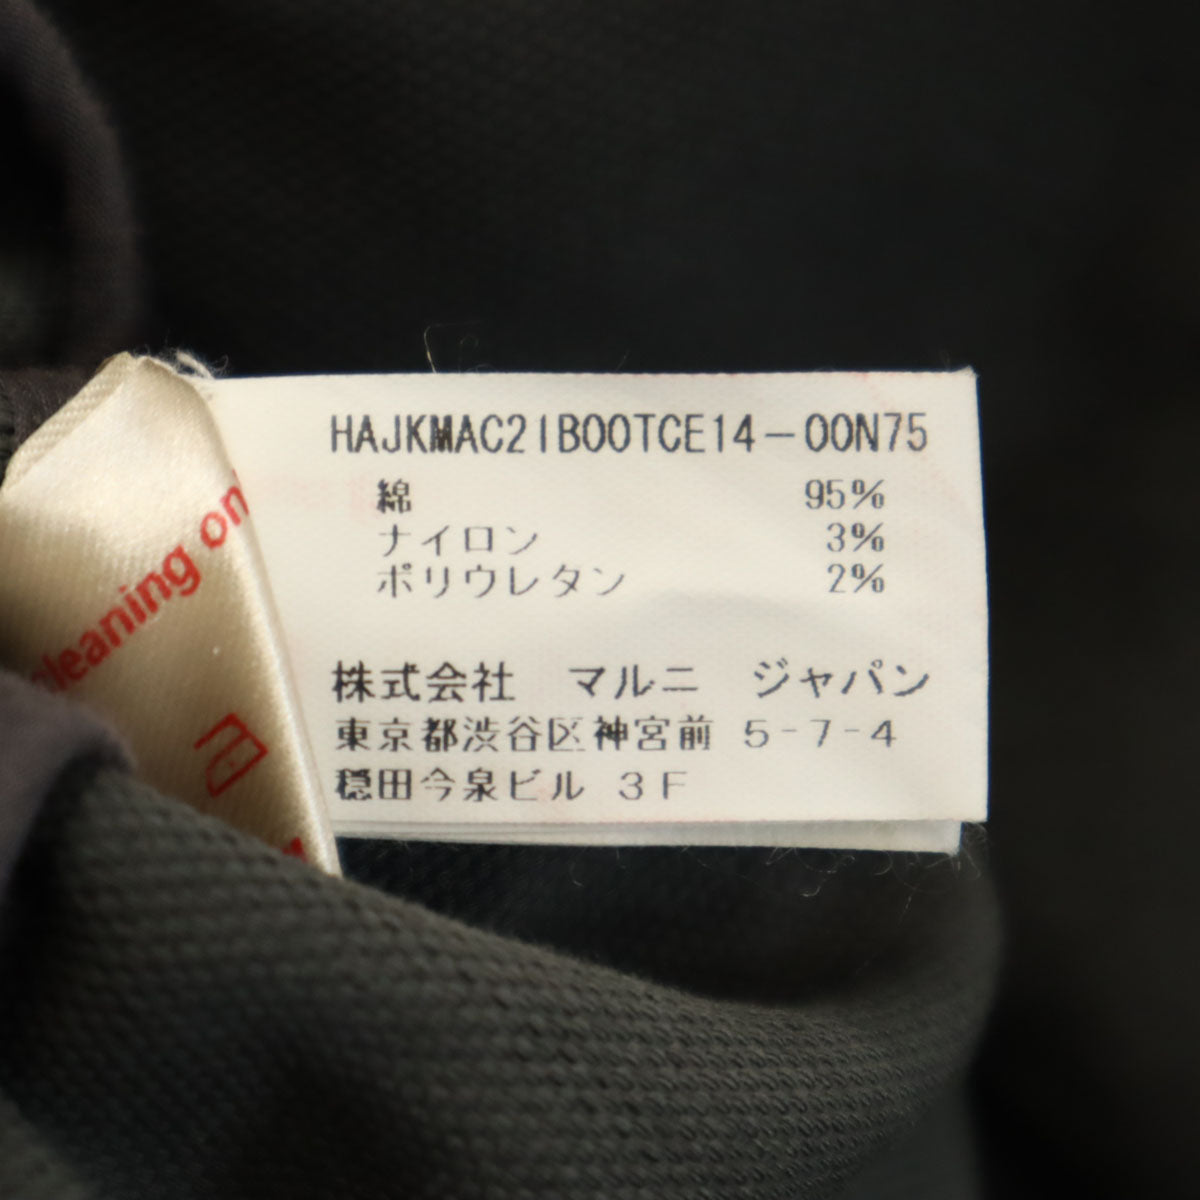 HAJKMAC21B00TCE14-00N75
綿 95%
ナイロン 3%
ポリウレタン 2%
株式会社 マルニ ジャパン
東京都渋谷区神宮前 5-7-4
穏田今泉ビル 3F
cleaning on